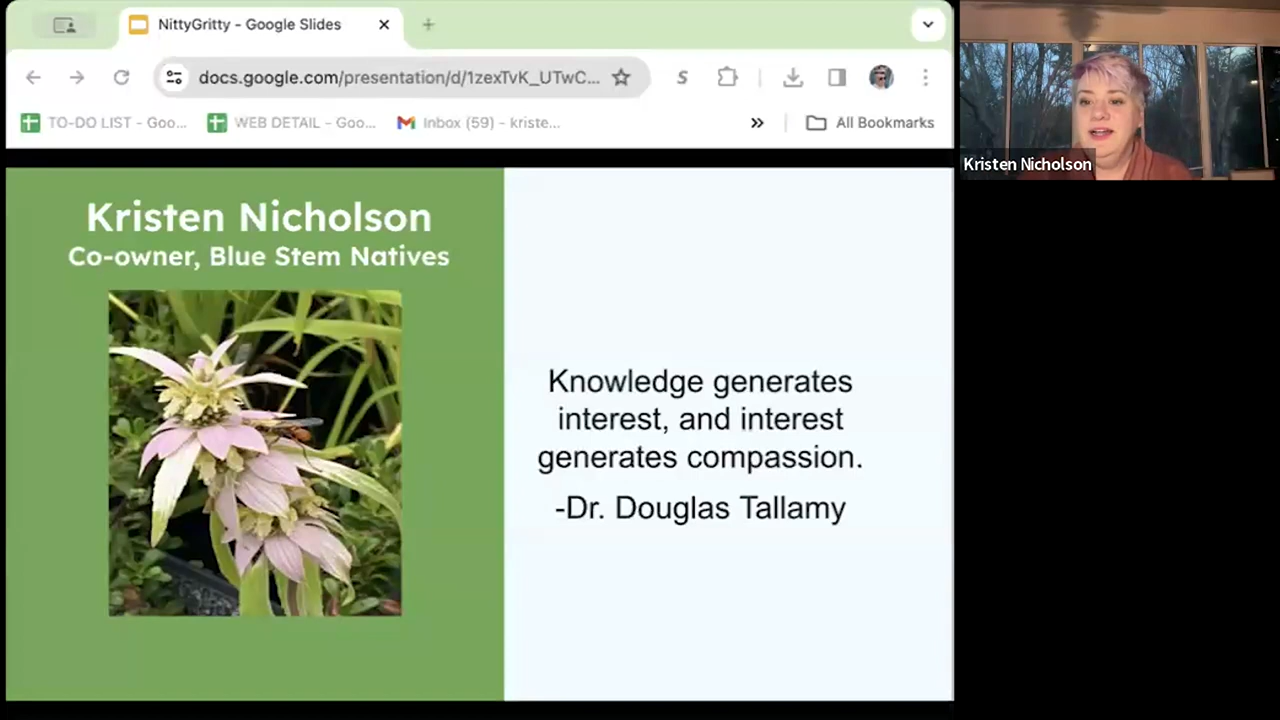 NittyGritty - Google Slides
docs.google.com/presentation/d/1zexTvK_UTwC...
S
TO-DO LIST - Goo...
WEB DETAIL - Goo...
Inbox (59) - kriste...
All Bookmarks
Kristen Nicholson
Kristen Nicholson
Co-owner, Blue Stem Natives
Knowledge generates
interest, and interest
generates compassion.
-Dr. Douglas Tallamy